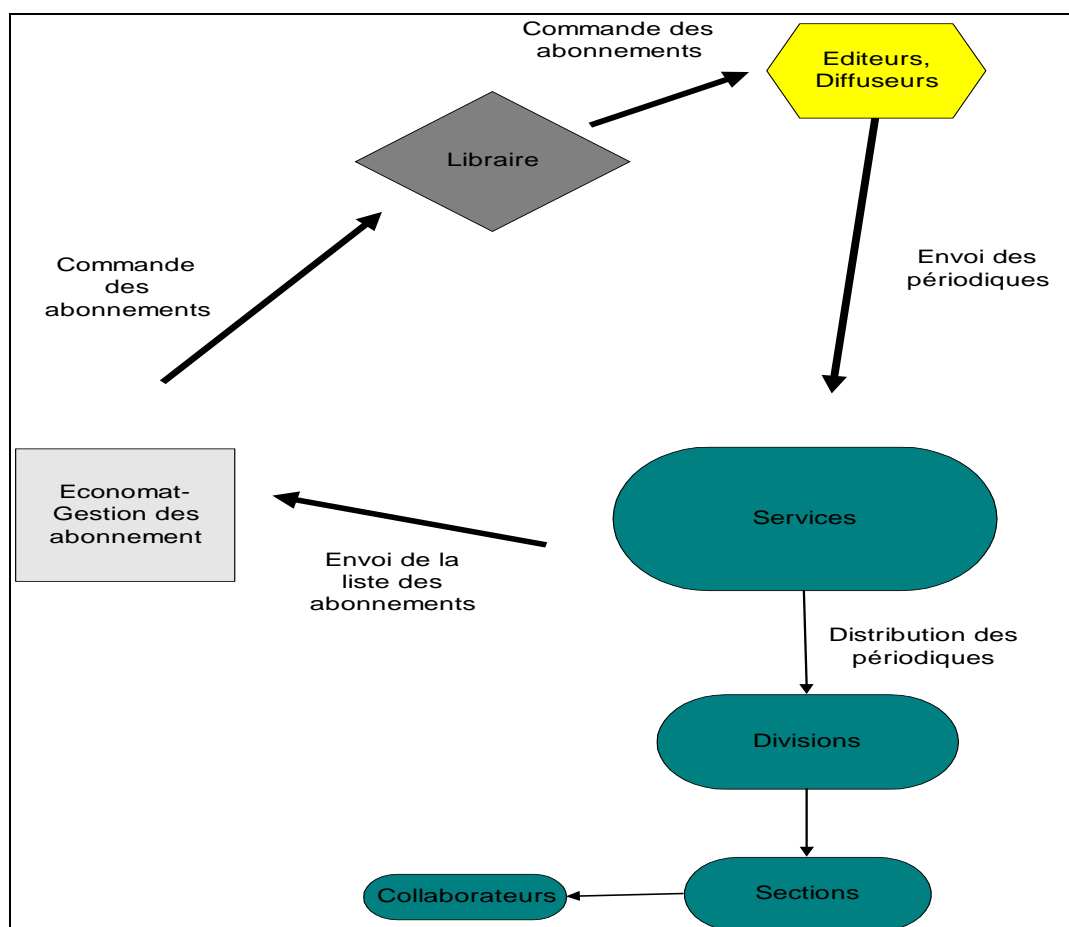 Commande des
abonnements
Editeurs,
Diffuseurs
Libraire
Commande
des
abonnements
Envoi des
périodiques
Economat-
Gestion des
abonnement
Services
Envoi de la
liste des
abonnements
Distribution des
périodiques
Divisions
Collaborateurs
Sections